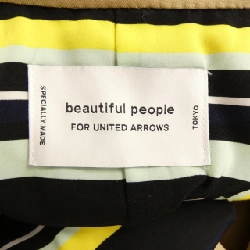 SPECIALLY MADE
beautiful people
FOR UNITED ARROWS
TOKYO